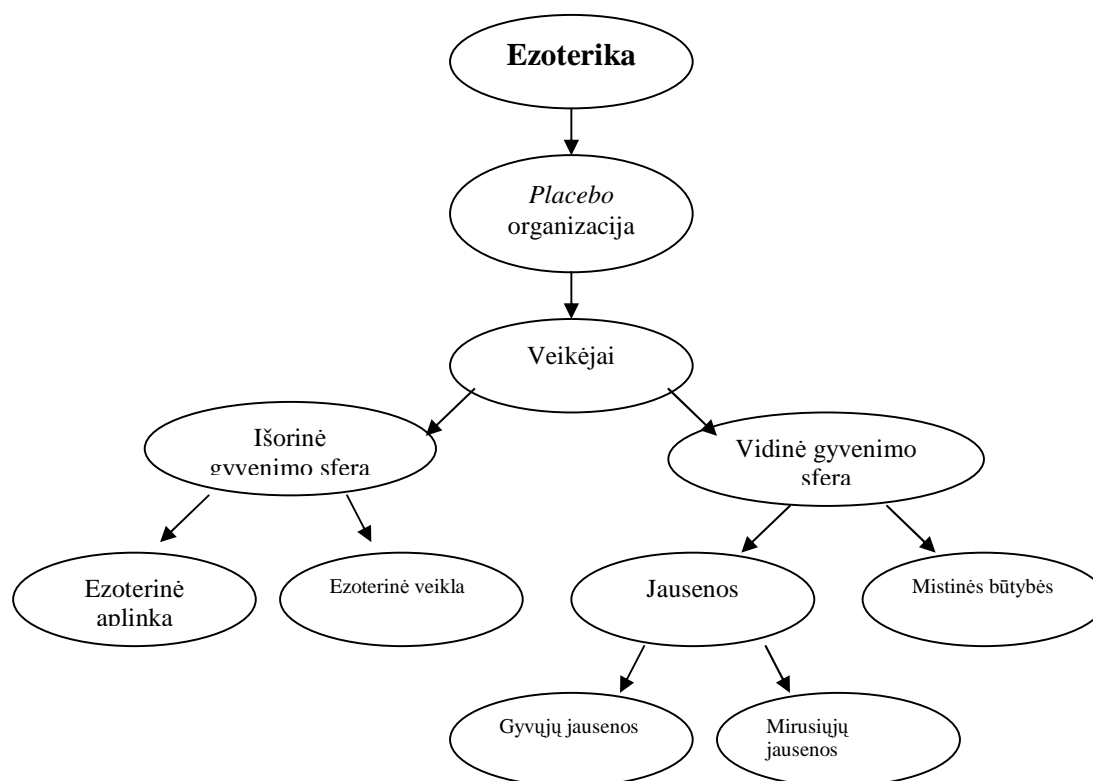 Ezoterika
Placebo
organizacija
Veikėjai
Išorinė
gyvenimo sfera
Vidinė gyvenimo
sfera
Ezoterinė
aplinka
Ezoterinė veikla
Jausenos
Mistinės būtybės
Gyvųjų jausenos
Mirusiųjų
jausenos